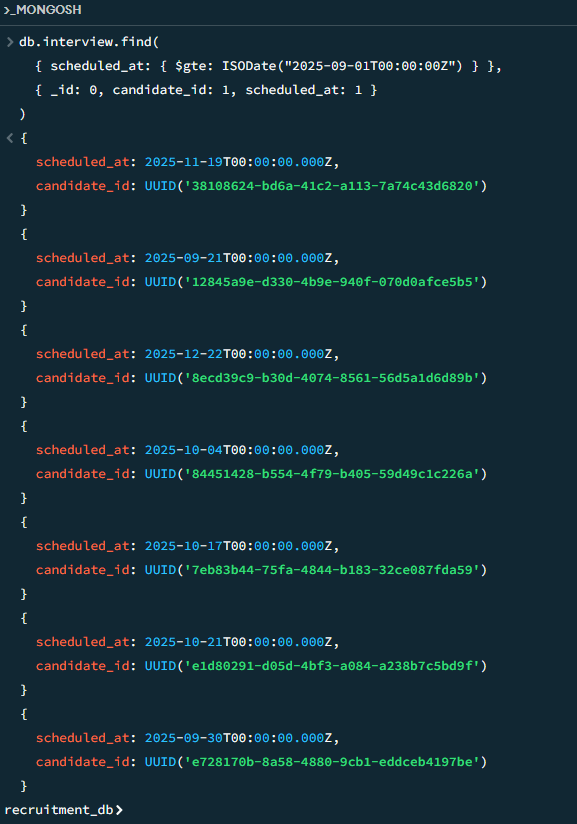 >_MONGOSH
> db.interview.find(
{ scheduled_at: { $gte: ISODate("2025-09-01T00:00:00Z") } },
{ _id: 0, candidate_id: 1, scheduled_at: 1 }
)
< {
scheduled_at: 2025-11-19T00:00:00.000Z,
candidate_id: UUID('38108624-bd6a-41c2-a113-7a74c43d6820')
}
{
scheduled_at: 2025-09-21T00:00:00.000Z,
candidate_id: UUID('12845a9e-d330-4b9e-940f-070d0afce5b5')
}
{
scheduled_at: 2025-12-22T00:00:00.000Z,
candidate_id: UUID('8ecd39c9-b30d-4074-8561-56d5a1d6d89b')
}
{
scheduled_at: 2025-10-04T00:00:00.000Z,
candidate_id: UUID('84451428-b554-4f79-b405-59d49c1c226a')
}
{
scheduled_at: 2025-10-17T00:00:00.000Z,
candidate_id: UUID('7eb83b44-75fa-4844-b183-32ce087fda59')
}
{
scheduled_at: 2025-10-21T00:00:00.000Z,
candidate_id: UUID('e1d80291-d05d-4bf3-a084-a238b7c5bd9f')
}
{
scheduled_at: 2025-09-30T00:00:00.000Z,
candidate_id: UUID('e728170b-8a58-4880-9cb1-eddceb4197be')
}
recruitment_db>